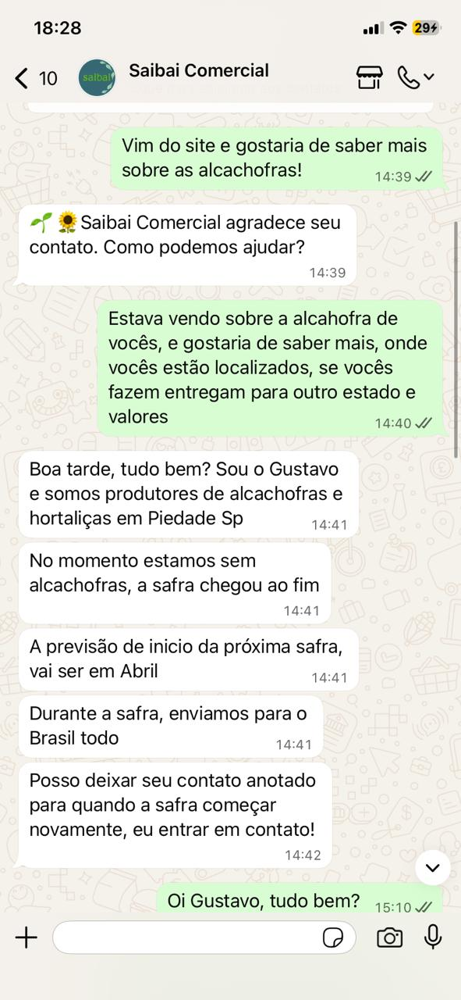 18:28
29
10
saibai
Saibai Comercial
Vim do site e gostaria de saber mais
sobre as alcachofras!
14:39
🌱 🌻Saibai Comercial agradece seu
contato. Como podemos ajudar?
14:39
Estava vendo sobre a alcahofra de
vocês, e gostaria de saber mais, onde
vocês estão localizados, se vocês
fazem entregam para outro estado e
valores
14:40
Boa tarde, tudo bem? Sou o Gustavo
e somos produtores de alcachofras e
hortaliças em Piedade Sp
14:41
No momento estamos sem
alcachofras, a safra chegou ao fim
14:41
A previsão de inicio da próxima safra,
vai ser em Abril
14:41
Durante a safra, enviamos para o
Brasil todo
14:41
Posso deixar seu contato anotado
para quando a safra começar
novamente, eu entrar em contato!
14:42
Oi Gustavo, tudo bem?
15:10